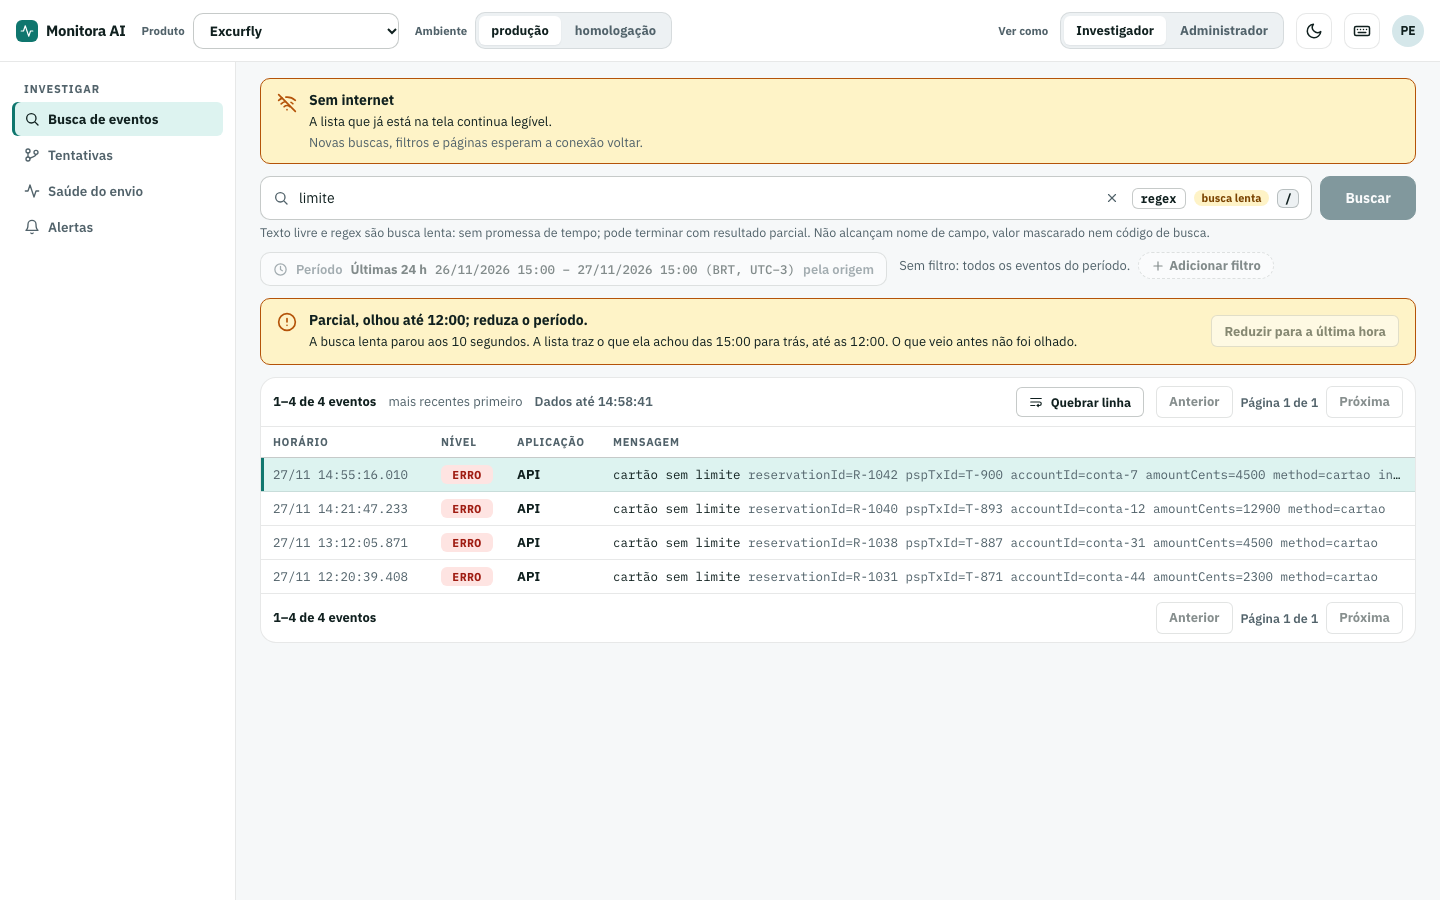 Monitora AI Produto Excurfly Ambiente produção homologação Ver como Investigador Administrador PE
INVESTIGAR
Busca de eventos
Tentativas
Saúde do envio
Alertas
Sem internet
A lista que já está na tela continua legível.
Novas buscas, filtros e páginas esperam a conexão voltar.
limite regex busca lenta / Buscar
Texto livre e regex são busca lenta: sem promessa de tempo; pode terminar com resultado parcial. Não alcançam nome de campo, valor mascarado nem código de busca.
Período Últimas 24 h 26/11/2026 15:00 – 27/11/2026 15:00 (BRT, UTC−3) pela origem Sem filtro: todos os eventos do período. Adicionar filtro
Parcial, olhou até 12:00; reduza o período.
A busca lenta parou aos 10 segundos. A lista traz o que ela achou das 15:00 para trás, até as 12:00. O que veio antes não foi olhado.
Reduzir para a última hora
1–4 de 4 eventos mais recentes primeiro Dados até 14:58:41 Quebrar linha Anterior Página 1 de 1 Próxima
HORÁRIO NÍVEL APLICAÇÃO MENSAGEM
27/11 14:55:16.010 ERRO API cartão sem limite reservationId=R-1042 pspTxId=T-900 accountId=conta-7 amountCents=4500 method=cartao in…
27/11 14:21:47.233 ERRO API cartão sem limite reservationId=R-1040 pspTxId=T-893 accountId=conta-12 amountCents=12900 method=cartao
27/11 13:12:05.871 ERRO API cartão sem limite reservationId=R-1038 pspTxId=T-887 accountId=conta-31 amountCents=4500 method=cartao
27/11 12:20:39.408 ERRO API cartão sem limite reservationId=R-1031 pspTxId=T-871 accountId=conta-44 amountCents=2300 method=cartao
1–4 de 4 eventos Anterior Página 1 de 1 Próxima